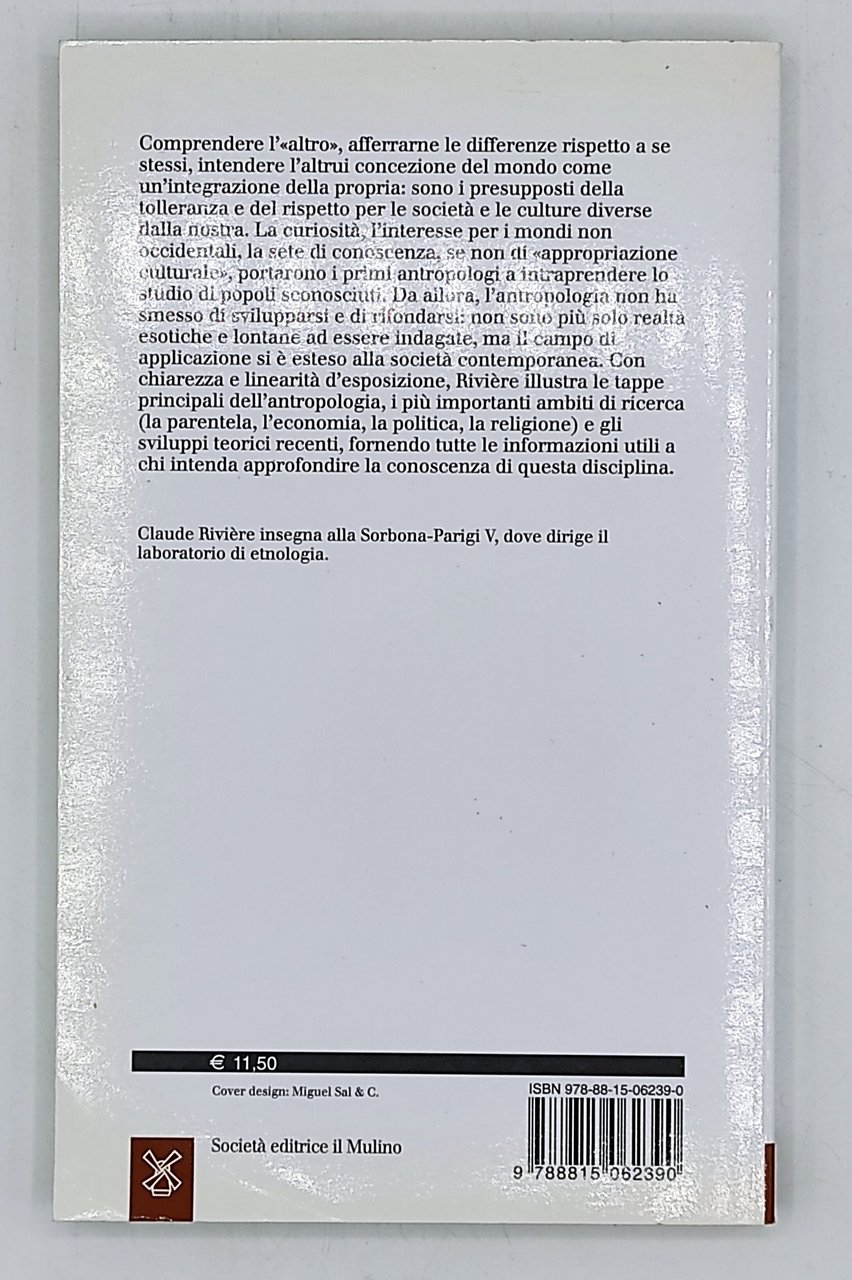 Comprendere l'«altro», afferrarne le differenze rispetto a se
stessi, intendere l'altrui concezione del mondo come
un'integrazione della propria: sono i presupposti della
tolleranza e del rispetto per le società e le culture diverse
dalla nostra. La curiosità, l'interesse per i mondi non
occidentali, la sete di conoscenza, se non di «appropriazione
culturale», portarono i primi antropologi a intraprendere lo
studio di popoli sconosciuti. Da allora, l'antropologia non ha
smesso di svilupparsi e di rifondarsi: non sono più solo realtà
esotiche e lontane ad essere indagate, ma il campo di
applicazione si è esteso alla società contemporanea. Con
chiarezza e linearità d'esposizione, Rivière illustra le tappe
principali dell'antropologia, i più importanti ambiti di ricerca
(la parentela, l'economia, la politica, la religione) e gli
sviluppi teorici recenti, fornendo tutte le informazioni utili a
chi intenda approfondire la conoscenza di questa disciplina.
Claude Rivière insegna alla Sorbona-Parigi V, dove dirige il
laboratorio di etnologia.
€ 11,50
Cover design: Miguel Sal & C.
ISBN 978-88-15-06239-0
Società editrice il Mulino
9 788815 062390